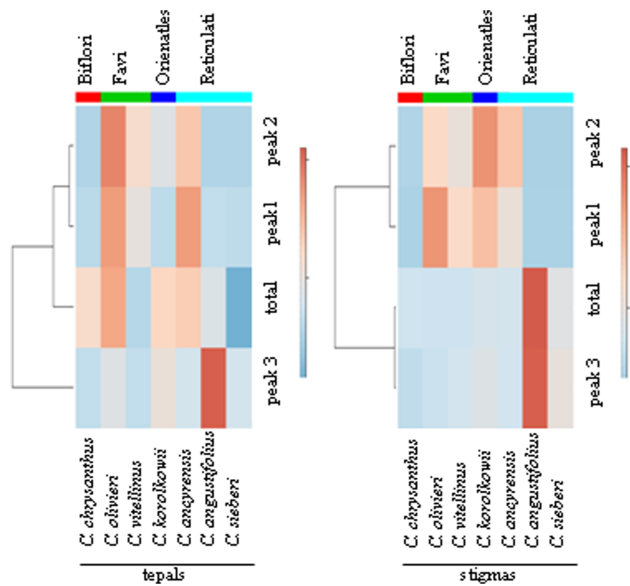 Biflori
Favi
Orienatles
Reticulati
peak 2
peak1
total
peak 3
C. chrysanthus
C. olivieri
C. vitellinus
C. korolkowii
C. ancyrensis
C. angustifolius
C. sieberi
tepals
Biflori
Favi
Orienatles
Reticulati
peak 2
peak1
total
peak 3
C. chrysanthus
C. olivieri
C. vitellinus
C. korolkowii
C. ancyrensis
C. angustifolius
C. sieberi
stigmas